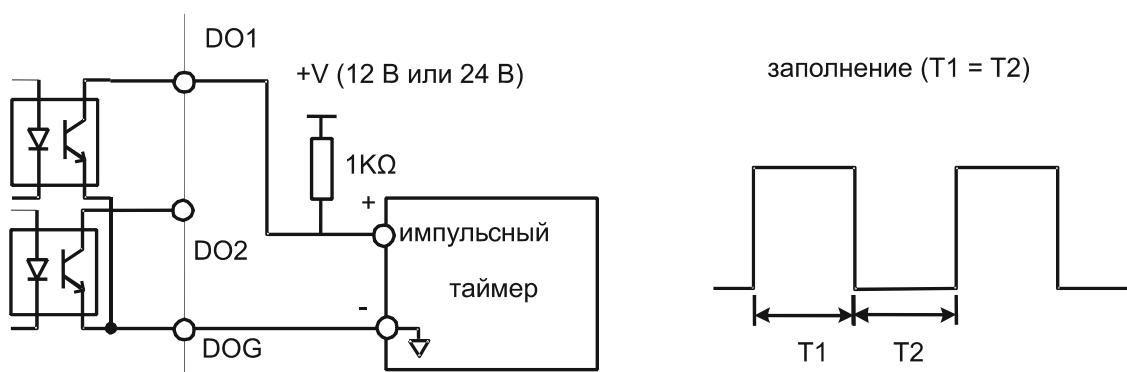 DO1
+V (12 В или 24 В)
заполнение (T1 = T2)
1KΩ
+
импульсный
DO2
таймер
-
DOG
T1
T2